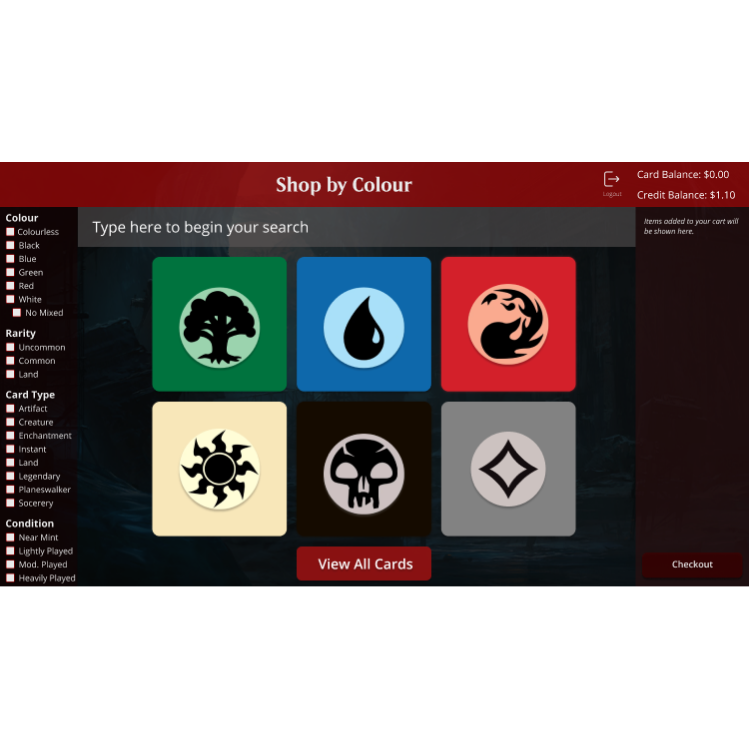 Shop by Colour
Logout
Card Balance: $0.00
Credit Balance: $1.10
Colour
Colourless
Black
Blue
Green
Red
White
No Mixed
Rarity
Uncommon
Common
Land
Card Type
Artifact
Creature
Enchantment
Instant
Land
Legendary
Planeswalker
Socerery
Condition
Near Mint
Lightly Played
Mod. Played
Heavily Played
Type here to begin your search
View All Cards
Items added to your cart will
be shown here.
Checkout